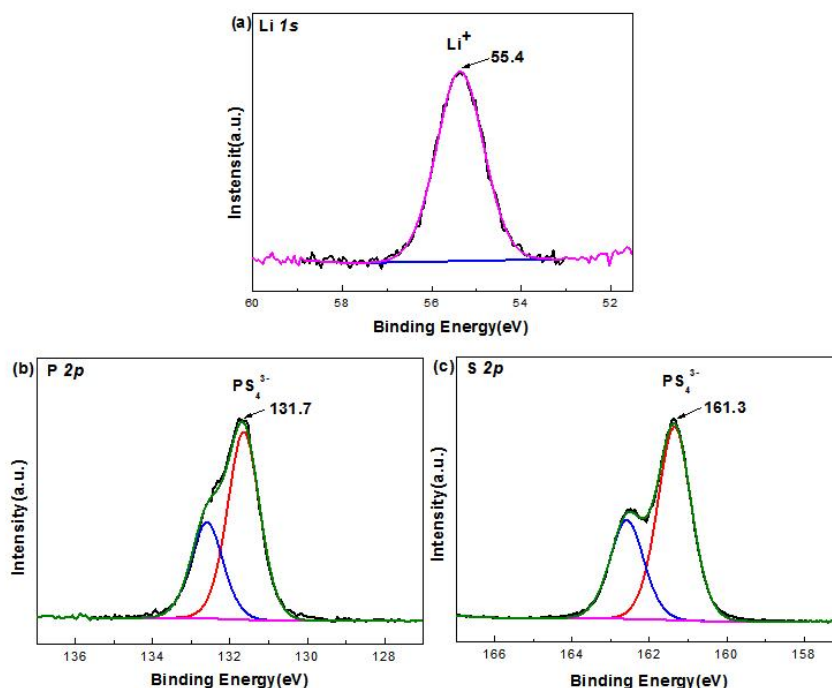 (a) Li 1s
Li+
55.4
Instensit(a.u.)
60 58 56 54 52
Binding Energy(eV)
(b) P 2p
PS4 3-
131.7
Intensity(a.u.)
136 134 132 130 128
Binding Energy(eV)
(c) S 2p
PS4 3-
161.3
Intensity(a.u.)
166 164 162 160 158
Binding Energy(eV)